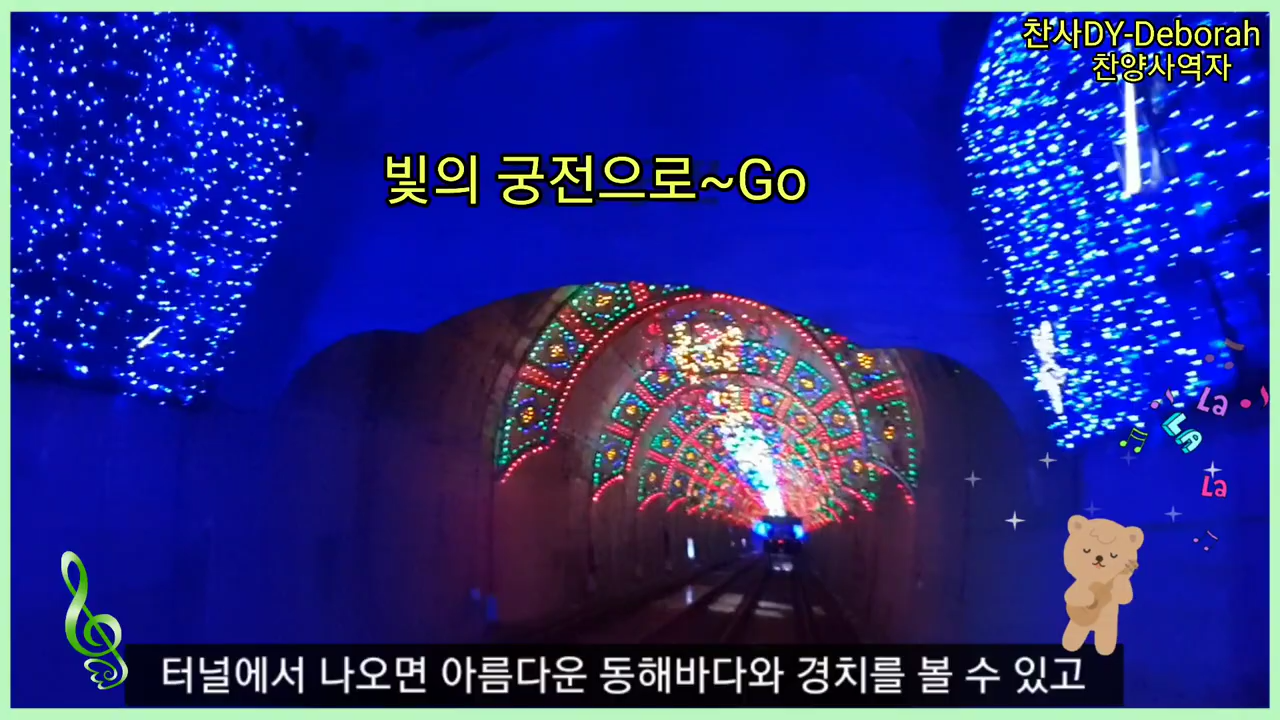 찬사DY-Deborah
찬양사역자
빛의 궁전으로~Go
La
LA
La
터널에서 나오면 아름다운 동해바다와 경치를 볼 수 있고